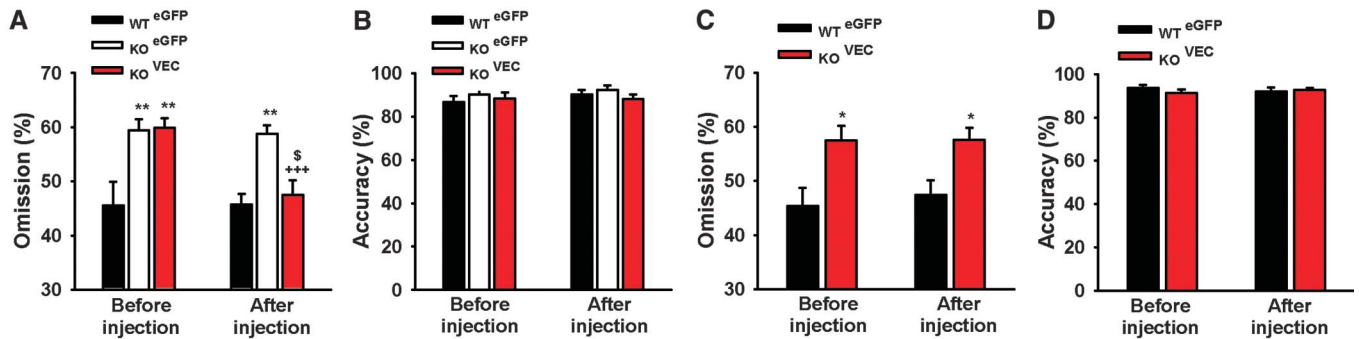 A
WT eGFP
KO eGFP
KO VEC
Omission (%)
70
60
50
40
30
** **
**
$
+++
Before injection
After injection
B
WT eGFP
KO eGFP
KO VEC
Accuracy (%)
100
80
60
40
20
0
Before injection
After injection
C
WT eGFP
KO VEC
Omission (%)
70
60
50
40
30
*
*
Before injection
After injection
D
WT eGFP
KO VEC
Accuracy (%)
100
80
60
40
20
0
Before injection
After injection